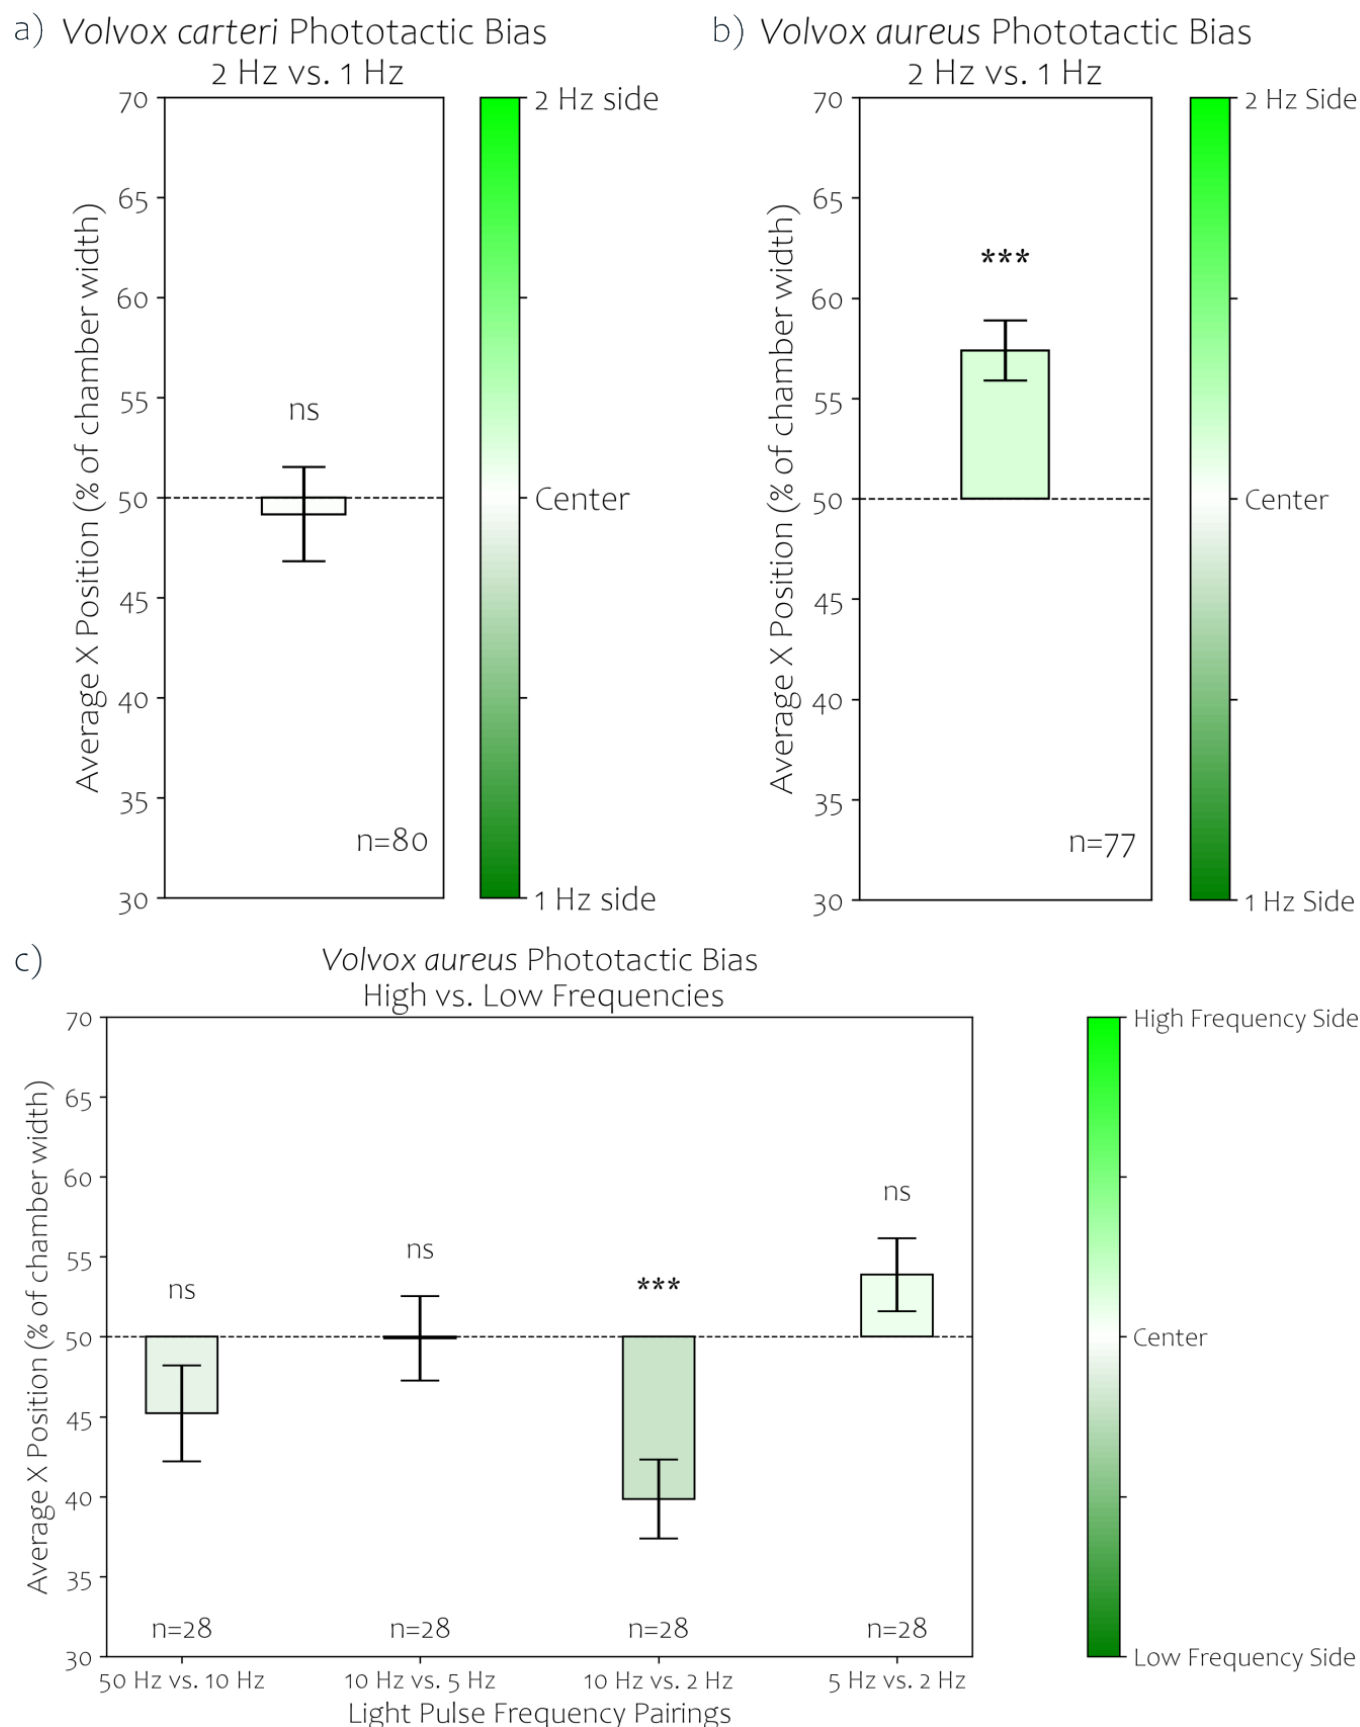 a) Volvox carteri Phototactic Bias
2 Hz vs. 1 Hz
70
65
60
55
50
45
40
35
30
Average X Position (% of chamber width)
ns
n=80
2 Hz side
Center
1 Hz side
b) Volvox aureus Phototactic Bias
2 Hz vs. 1 Hz
70
65
60
55
50
45
40
35
30
Average X Position (% of chamber width)
***
n=77
2 Hz Side
Center
1 Hz Side
c) Volvox aureus Phototactic Bias
High vs. Low Frequencies
70
65
60
55
50
45
40
35
30
Average X Position (% of chamber width)
ns
ns
***
ns
n=28
n=28
n=28
n=28
50 Hz vs. 10 Hz
10 Hz vs. 5 Hz
10 Hz vs. 2 Hz
5 Hz vs. 2 Hz
Light Pulse Frequency Pairings
High Frequency Side
Center
Low Frequency Side